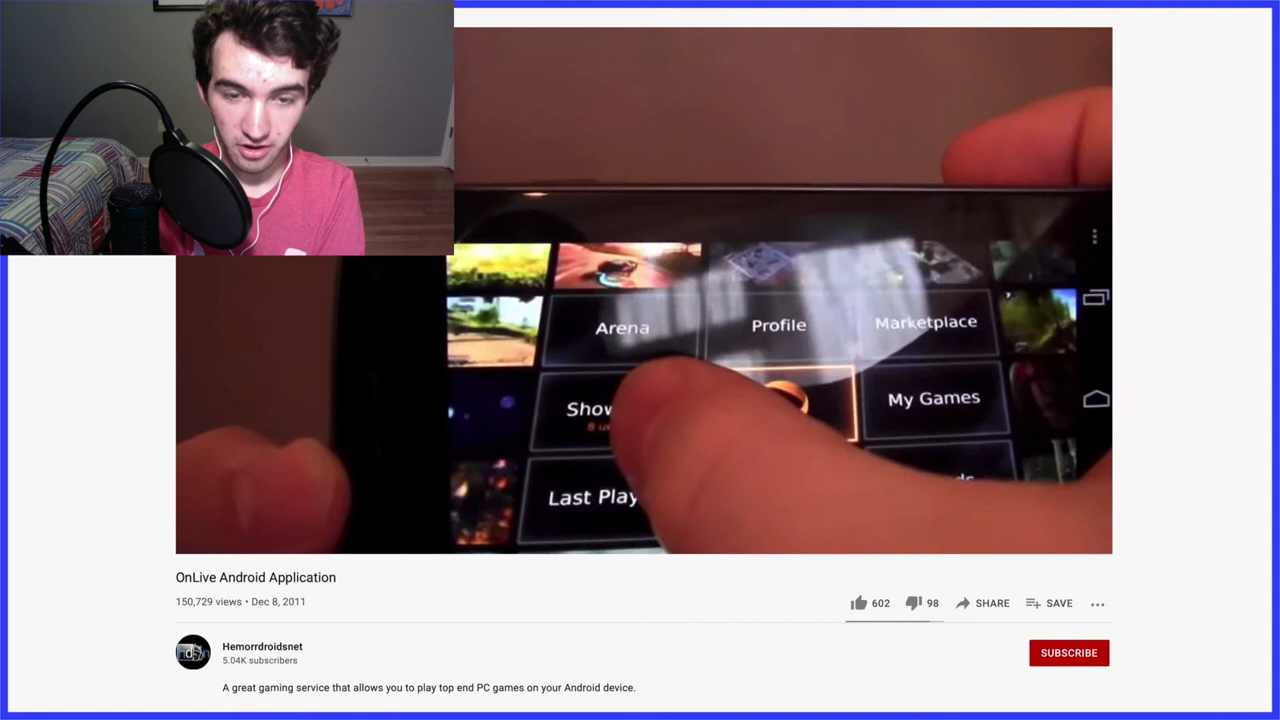 Arena
Profile
Marketplace
My Games
Last Play
OnLive Android Application
150,729 views • Dec 8, 2011
602
98
SHARE
SAVE
Hemorrdroidsnet
5.04K subscribers
SUBSCRIBE
A great gaming service that allows you to play top end PC games on your Android device.